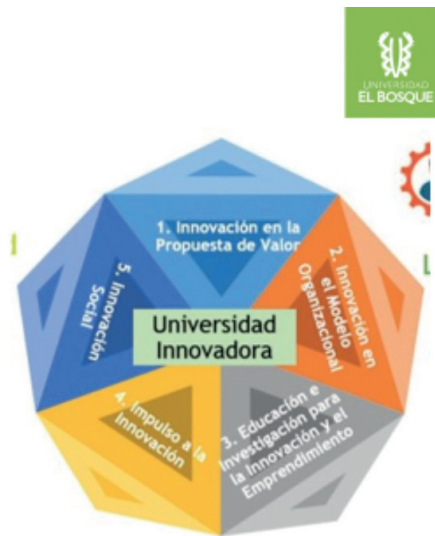 UNIVERSIDAD
EL BOSQUE
1. Innovación en la
Propuesta de Valor
2. Innovación en
el Modelo
Organizacional
Universidad
Innovadora
3. Educación e
Investigación para
la Innovación y el
Emprendimiento
4. Impulso a la
Innovación
5. Innovación
Social
L